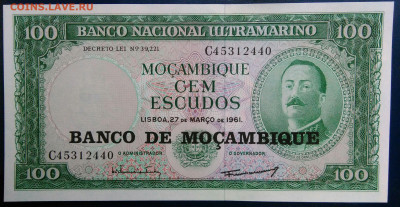 COINS.LAVE.RU
100 BANCO NACIONAL ULTRAMARINO 100
DECRETO LEI Nº 39,221 C45312440
MOÇAMBIQUE
CEM
ESCUDOS
LISBOA, 27 DE MARÇO DE 1961.
BANCO DE MOÇAMBIQUE
C45312440 O ADMINISTRADOR O GOVERNADOR
100 100